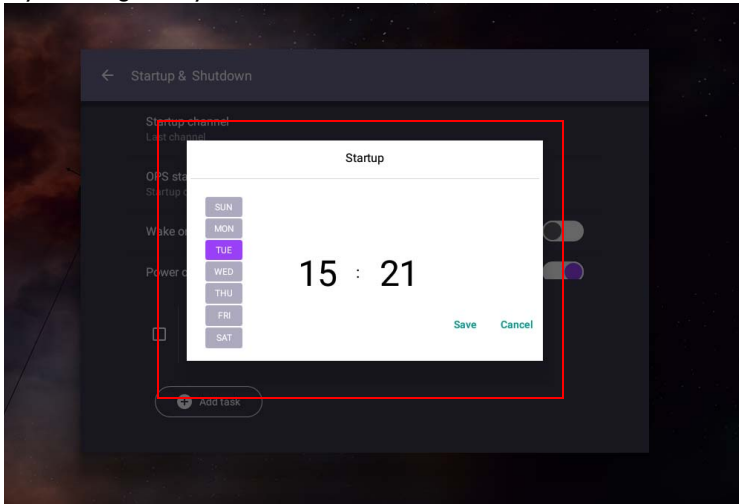 Startup & Shutdown
Startup channel
Last channel
Startup
OPS sta
Startup
SUN
MON
TUE
WED
THU
FRI
SAT
15 : 21
Wake o
Power o
Save Cancel
Add task